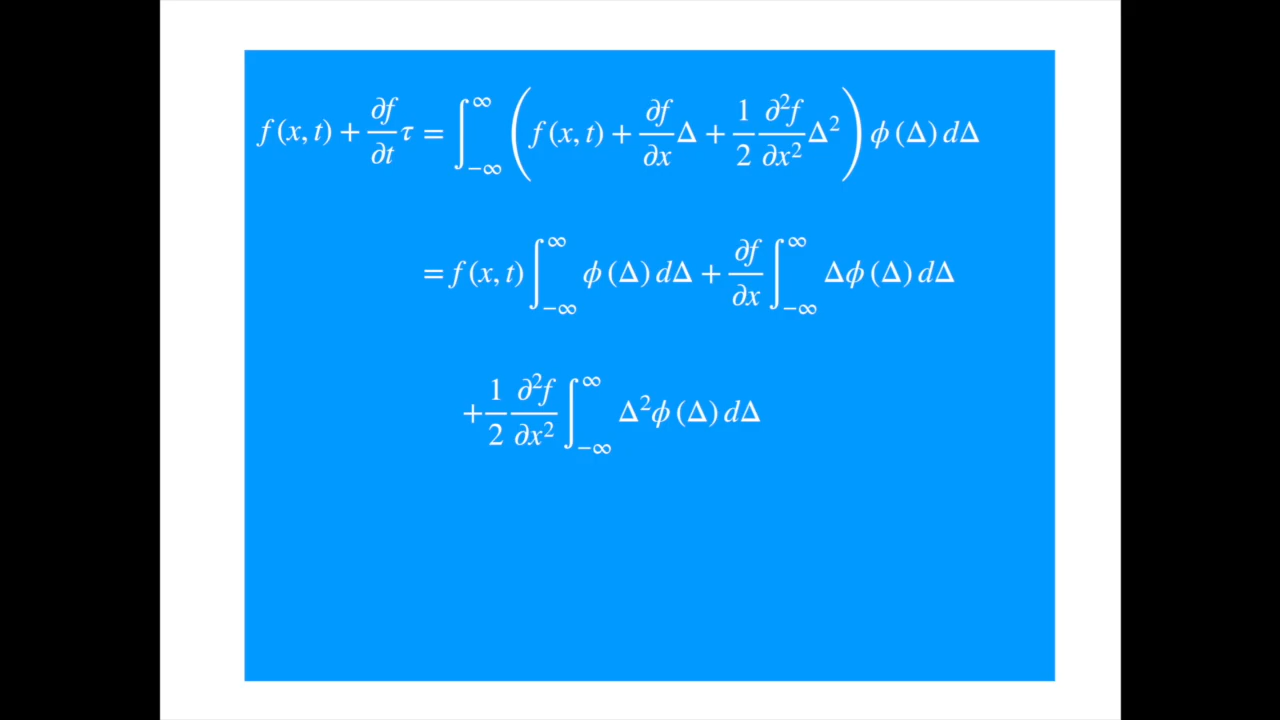 f(x, t) + ∂f/∂t τ = ∫_{−∞}^{∞} (f(x, t) + ∂f/∂x Δ + 1/2 ∂²f/∂x² Δ²) ϕ(Δ) dΔ
= f(x, t) ∫_{−∞}^{∞} ϕ(Δ) dΔ + ∂f/∂x ∫_{−∞}^{∞} Δϕ(Δ) dΔ
+ 1/2 ∂²f/∂x² ∫_{−∞}^{∞} Δ²ϕ(Δ) dΔ